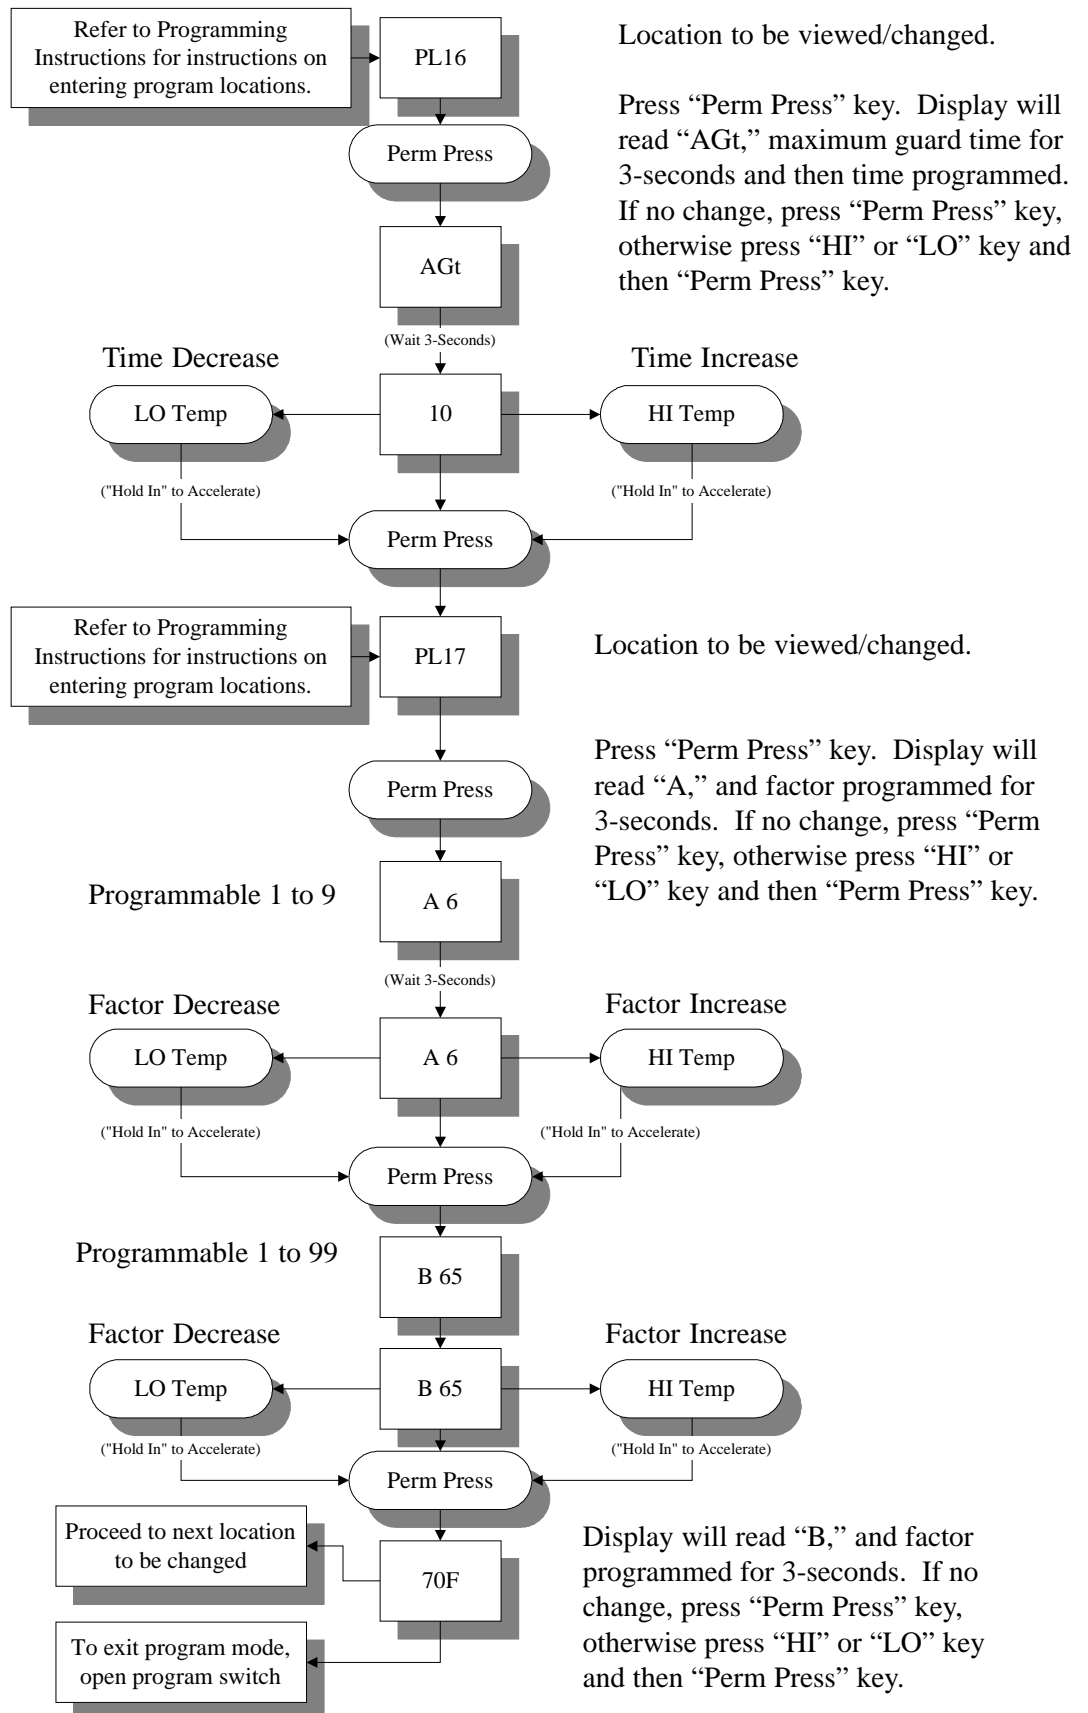 Refer to Programming
Instructions for instructions on
entering program locations.
PL16
Location to be viewed/changed.
Perm Press
Press “Perm Press” key.  Display will
read “AGt,” maximum guard time for
3-seconds and then time programmed.
If no change, press “Perm Press” key,
otherwise press “HI” or “LO” key and
then “Perm Press” key.
AGt
(Wait 3-Seconds)
Time Decrease
Time Increase
LO Temp
10
HI Temp
("Hold In" to Accelerate)
("Hold In" to Accelerate)
Perm Press
Refer to Programming
Instructions for instructions on
entering program locations.
PL17
Location to be viewed/changed.
Perm Press
Press “Perm Press” key.  Display will
read “A,” and factor programmed for
3-seconds.  If no change, press “Perm
Press” key, otherwise press “HI” or
“LO” key and then “Perm Press” key.
Programmable 1 to 9
A 6
(Wait 3-Seconds)
Factor Decrease
Factor Increase
LO Temp
A 6
HI Temp
("Hold In" to Accelerate)
("Hold In" to Accelerate)
Perm Press
Programmable 1 to 99
B 65
Factor Decrease
Factor Increase
LO Temp
B 65
HI Temp
("Hold In" to Accelerate)
("Hold In" to Accelerate)
Perm Press
Proceed to next location
to be changed
70F
To exit program mode,
open program switch
Display will read “B,” and factor
programmed for 3-seconds.  If no
change, press “Perm Press” key,
otherwise press “HI” or “LO” key
and then “Perm Press” key.